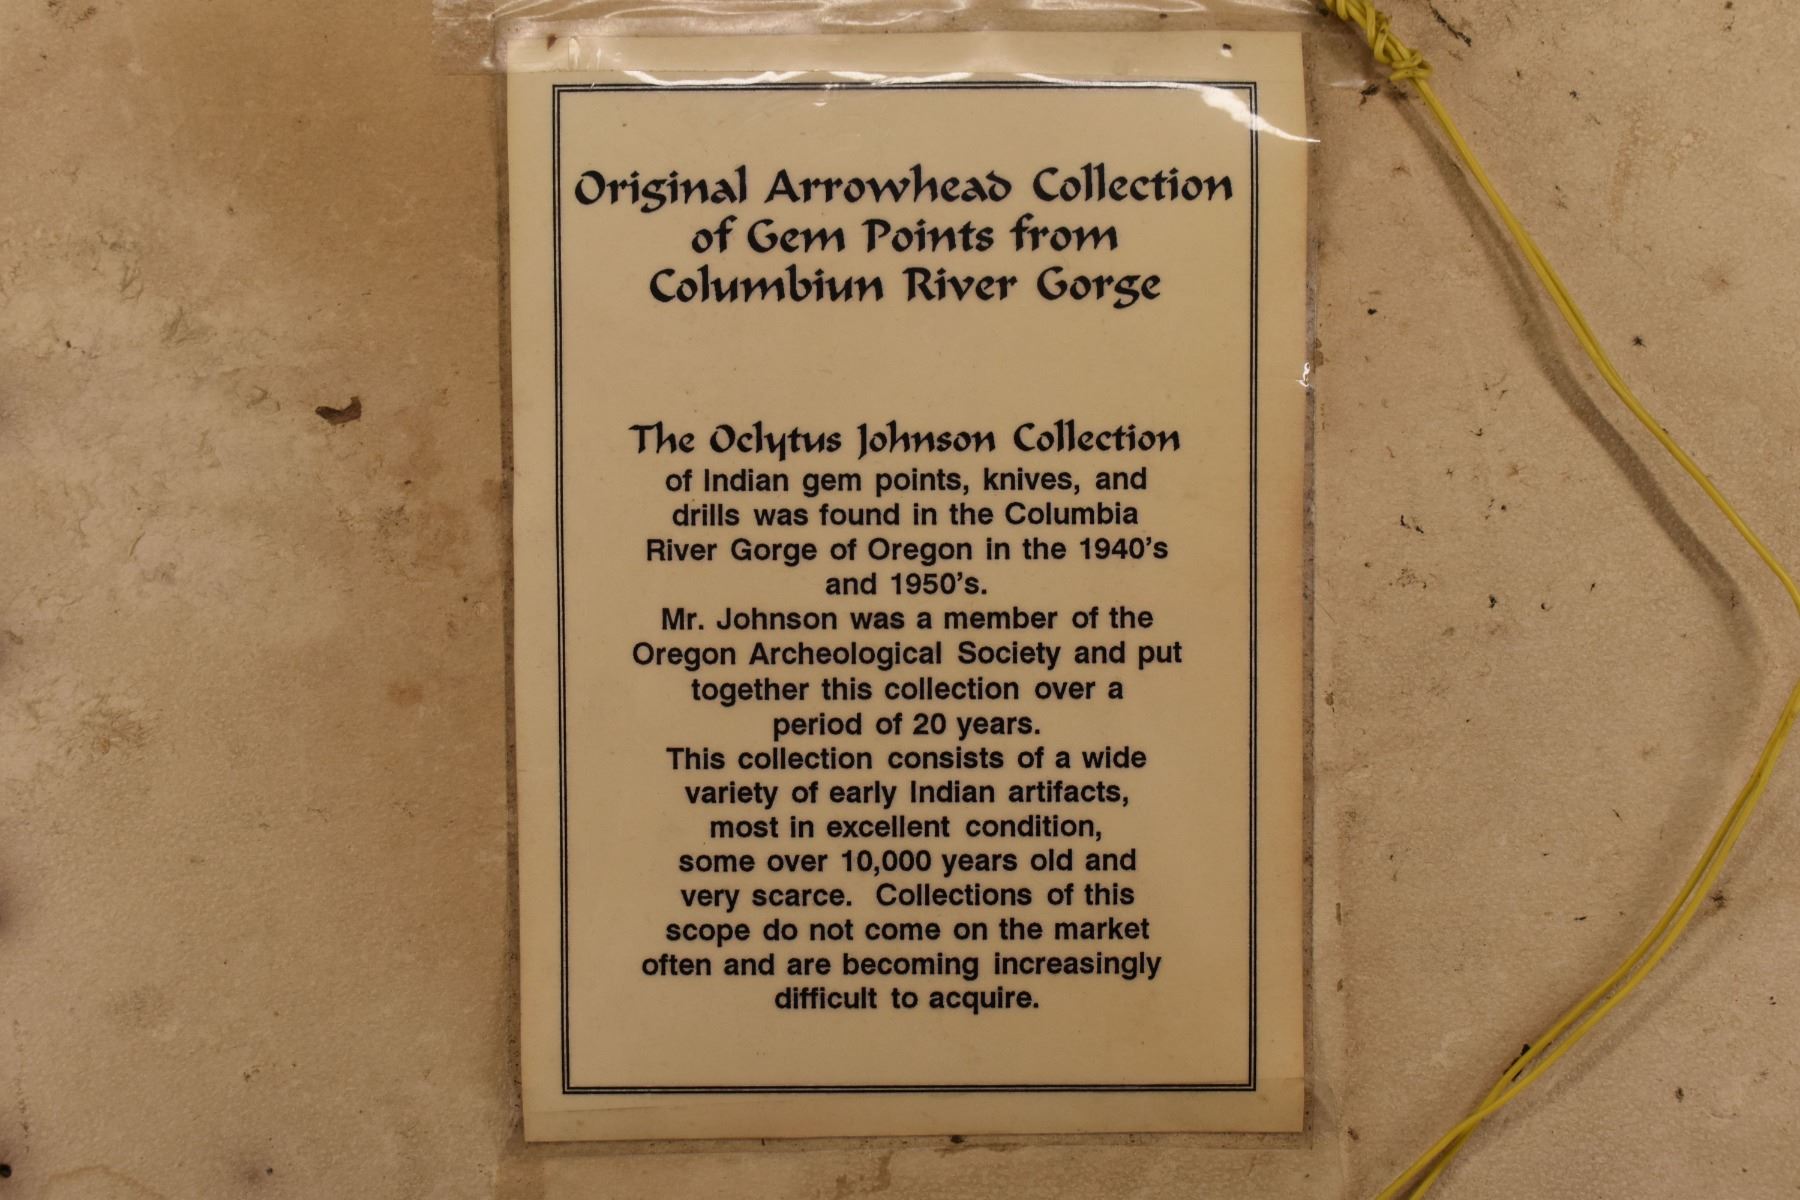 Original Arrowhead Collection
of Gem Points from
Columbiun River Gorge
The Oclytus Johnson Collection
of Indian gem points, knives, and
drills was found in the Columbia
River Gorge of Oregon in the 1940's
and 1950's.
Mr. Johnson was a member of the
Oregon Archeological Society and put
together this collection over a
period of 20 years.
This collection consists of a wide
variety of early Indian artifacts,
most in excellent condition,
some over 10,000 years old and
very scarce. Collections of this
scope do not come on the market
often and are becoming increasingly
difficult to acquire.